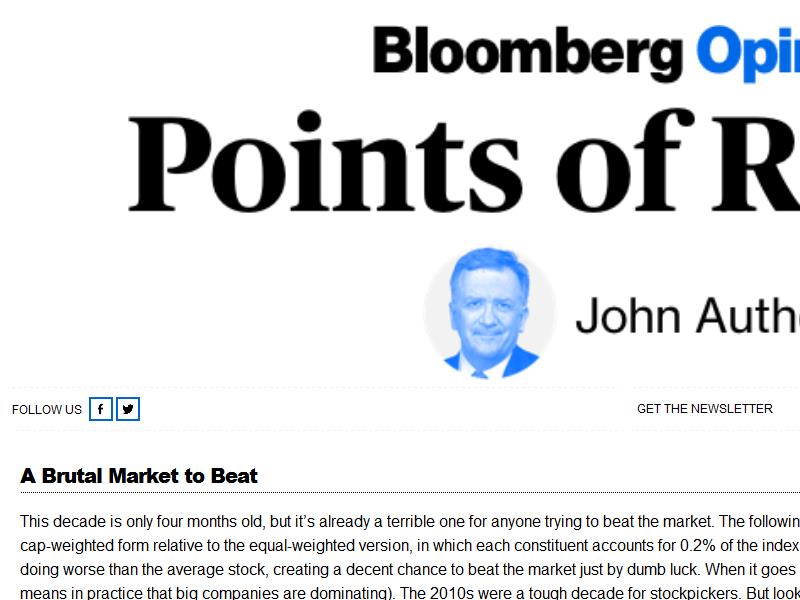 Bloomberg Opin
Points of R
John Autho
FOLLOW US
GET THE NEWSLETTER
A Brutal Market to Beat
This decade is only four months old, but it’s already a terrible one for anyone trying to beat the market. The followin
cap-weighted form relative to the equal-weighted version, in which each constituent accounts for 0.2% of the index
doing worse than the average stock, creating a decent chance to beat the market just by dumb luck. When it goes
means in practice that big companies are dominating). The 2010s were a tough decade for stockpickers. But look